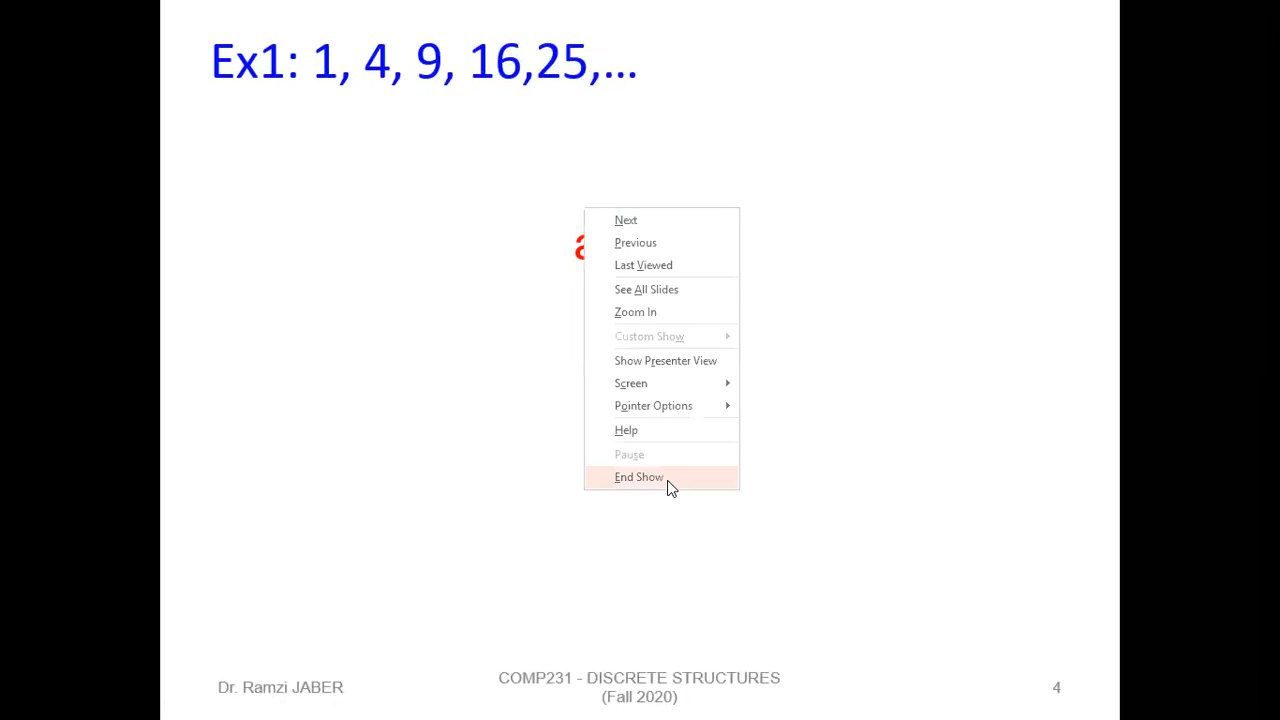 Ex1: 1, 4, 9, 16,25,…
a
Next
Previous
Last Viewed
See All Slides
Zoom In
Custom Show
Show Presenter View
Screen
Pointer Options
Help
Pause
End Show
Dr. Ramzi JABER
COMP231 - DISCRETE STRUCTURES
(Fall 2020)
4